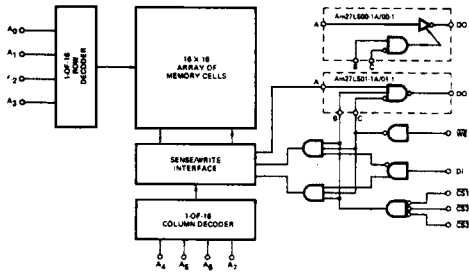 A0
A1
A3
1-OF-16
ROW
DECODER
16 X 16
ARRAY OF
MEMORY CELLS
SENSE/WRITE
INTERFACE
1-OF-16
COLUMN DECODER
A4
A5
A6
A7
Am27LS00-1A/00-1
A
DO
B
C
Am27LS01-1A/01-1
A
DO
B
C
WE
DI
CS1
CS2
CS3